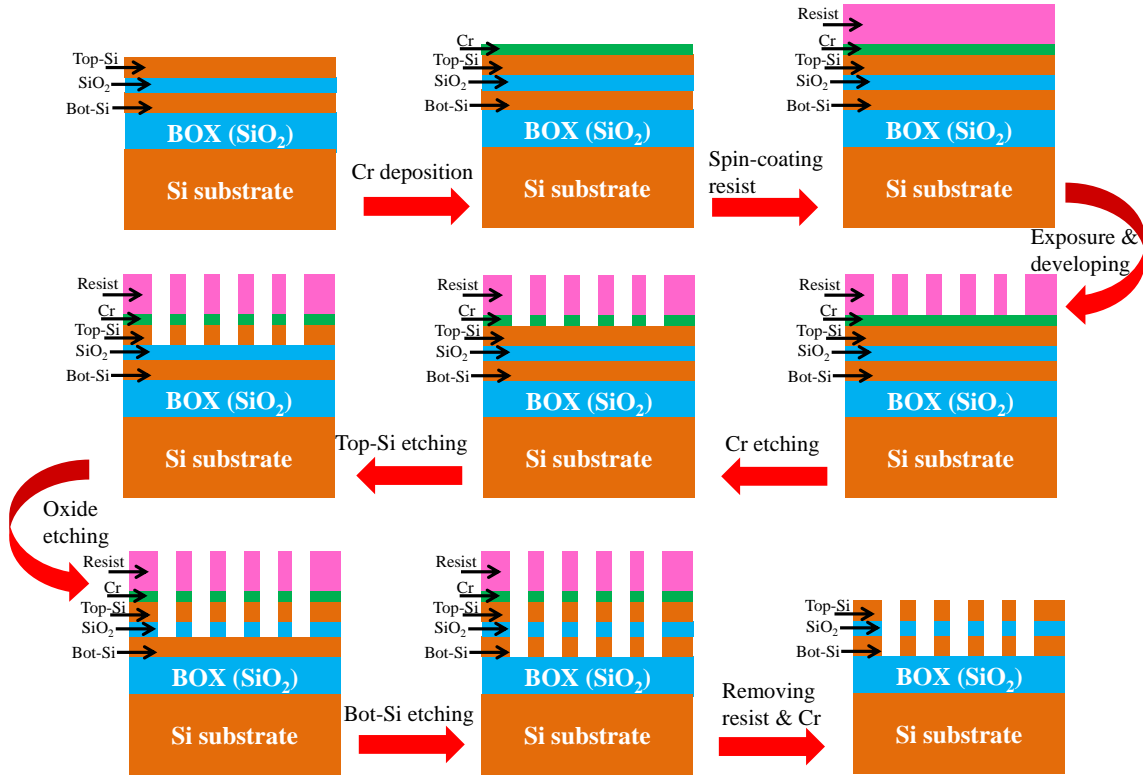 Top-Si
SiO₂
Bot-Si
BOX (SiO₂)
Si substrate
Cr deposition
Cr
Top-Si
SiO₂
Bot-Si
BOX (SiO₂)
Si substrate
Spin-coating
resist
Resist
Cr
Top-Si
SiO₂
Bot-Si
BOX (SiO₂)
Si substrate
Exposure &
developing
Resist
Cr
Top-Si
SiO₂
Bot-Si
BOX (SiO₂)
Si substrate
Cr etching
Resist
Cr
Top-Si
SiO₂
Bot-Si
BOX (SiO₂)
Si substrate
Top-Si etching
Resist
Cr
Top-Si
SiO₂
Bot-Si
BOX (SiO₂)
Si substrate
Oxide
etching
Resist
Cr
Top-Si
SiO₂
Bot-Si
BOX (SiO₂)
Si substrate
Bot-Si etching
Resist
Cr
Top-Si
SiO₂
Bot-Si
BOX (SiO₂)
Si substrate
Removing
resist & Cr
Top-Si
SiO₂
Bot-Si
BOX (SiO₂)
Si substrate